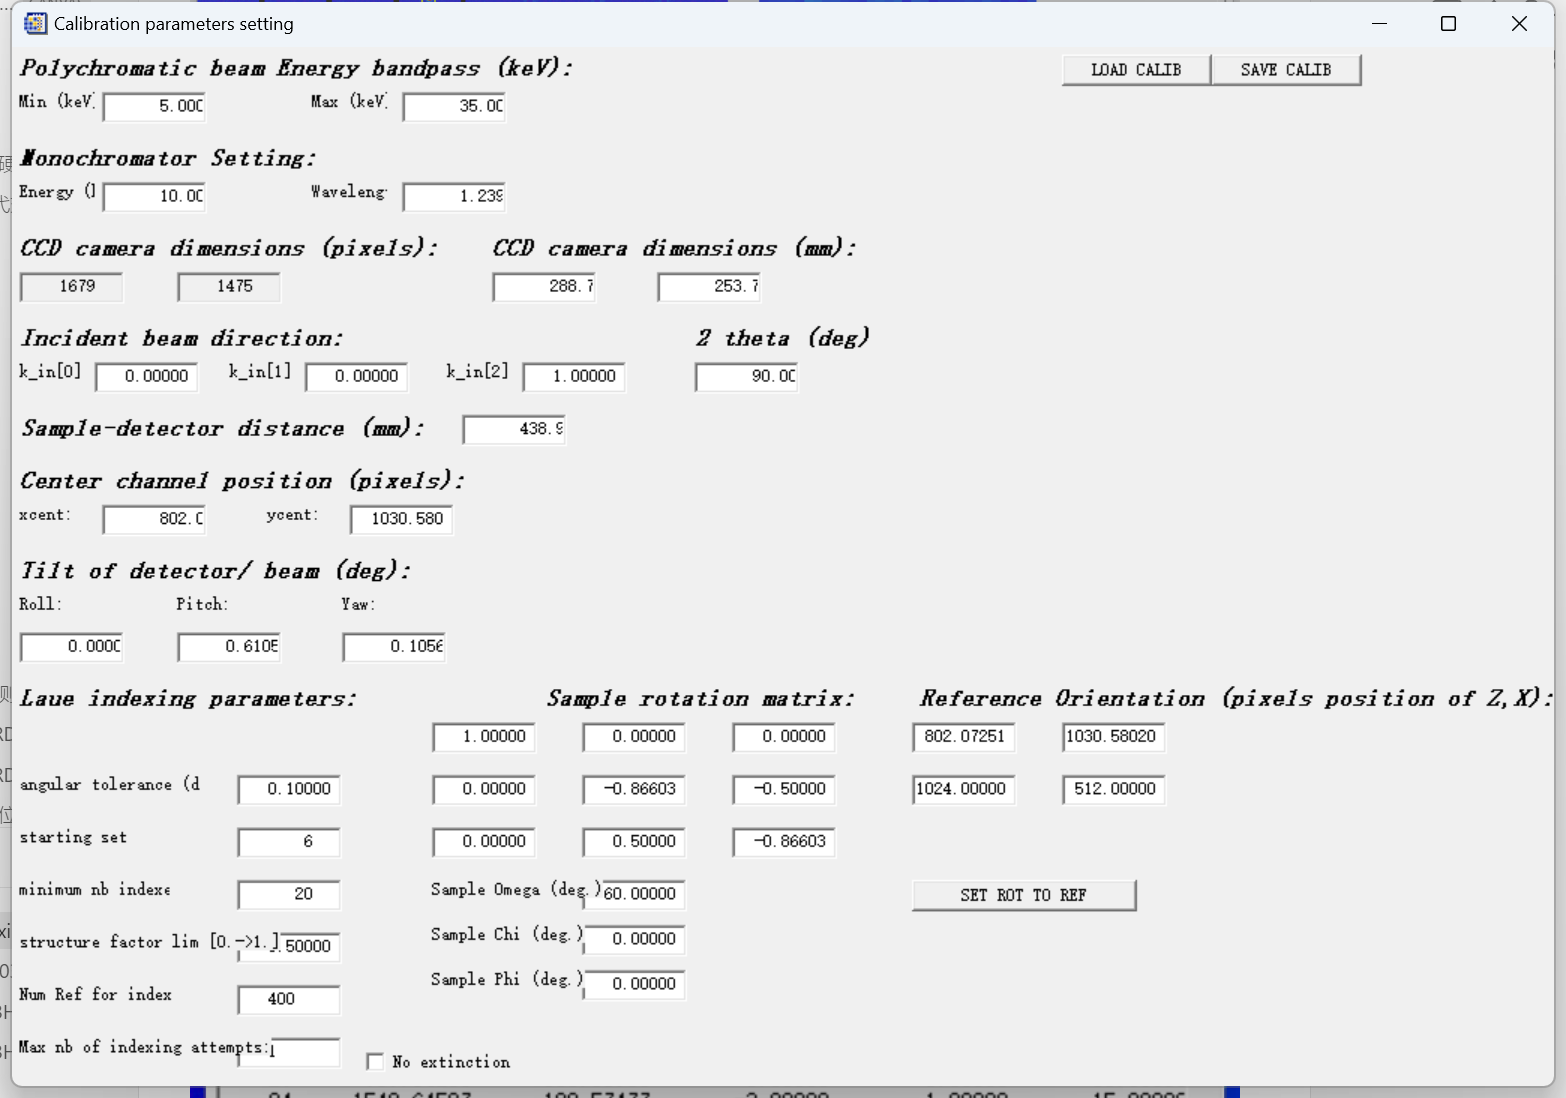 Calibration parameters setting
Polychromatic beam Energy bandpass (keV):
LOAD CALIB SAVE CALIB
Min (keV) 5.000 Max (keV) 35.00
Monochromator Setting:
Energy ( 10.00 Waveleng 1.239
CCD camera dimensions (pixels): CCD camera dimensions (mm):
1679 1475 288.7 253.7
Incident beam direction: 2 theta (deg)
k_in[0] 0.00000 k_in[1] 0.00000 k_in[2] 1.00000 90.00
Sample-detector distance (mm): 438.9
Center channel position (pixels):
xcent: 802.0 ycent: 1030.580
Tilt of detector/ beam (deg):
Roll: Pitch: Yaw:
0.0000 0.6105 0.1056
Laue indexing parameters: Sample rotation matrix: Reference Orientation (pixels position of Z,X):
1.00000 0.00000 0.00000 802.07251 1030.58020
angular tolerance (d 0.10000 0.00000 -0.86603 -0.50000 1024.00000 512.00000
starting set 6 0.00000 0.50000 -0.86603
minimum nb indexe 20 Sample Omega (deg.) 60.00000 SET ROT TO REF
structure factor lim [0.->1.] .50000 Sample Chi (deg.) 0.00000
Num Ref for index 400 Sample Phi (deg.) 0.00000
Max nb of indexing attempts: 1 No extinction